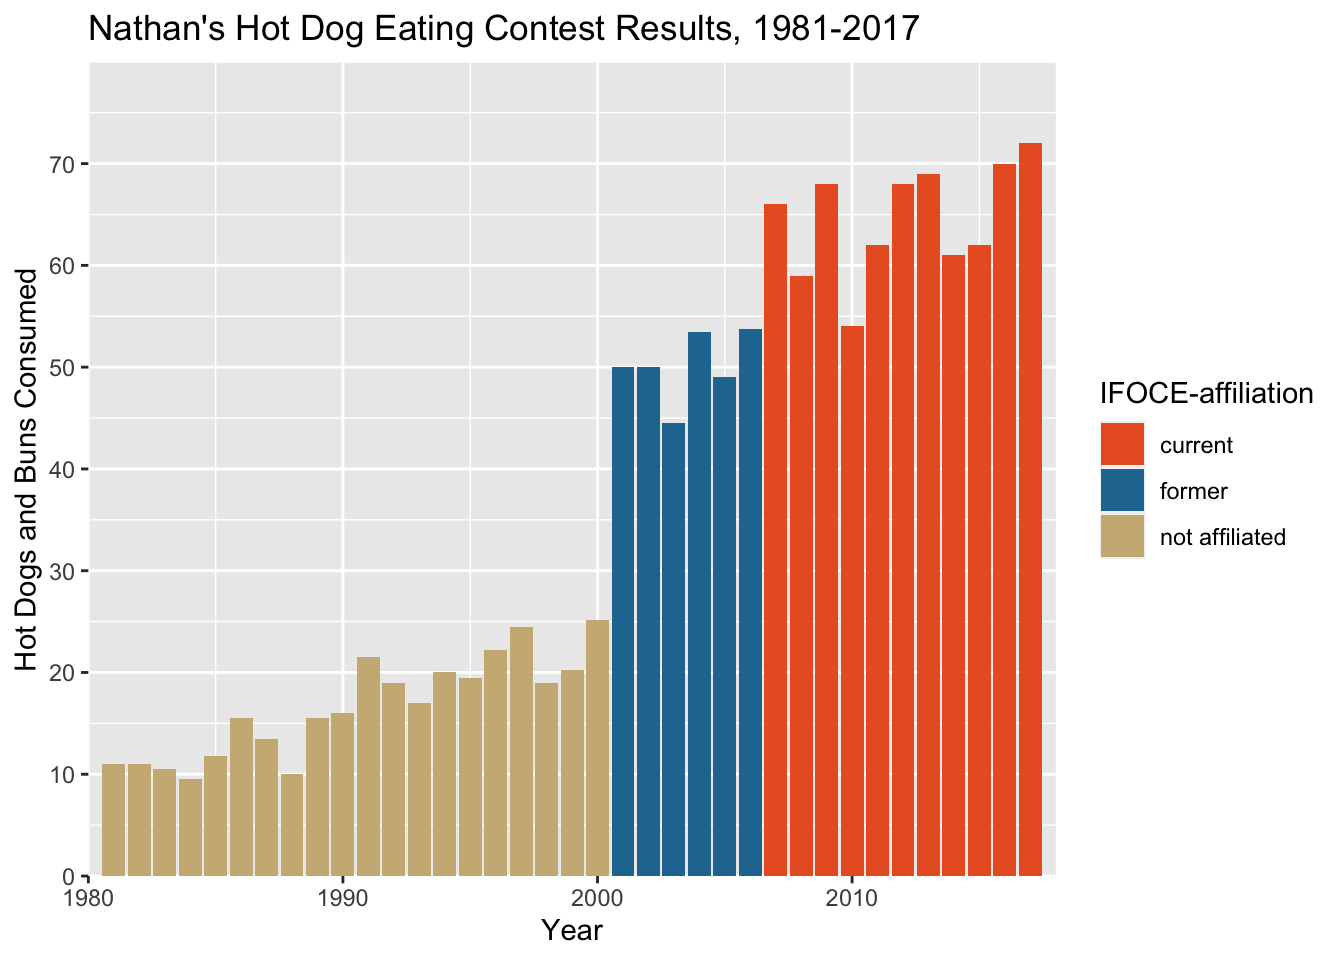 Nathan's Hot Dog Eating Contest Results, 1981-2017
Hot Dogs and Buns Consumed
70
60
50
40
30
20
10
0
1980
1990
2000
2010
Year
IFOCE-affiliation
current
former
not affiliated